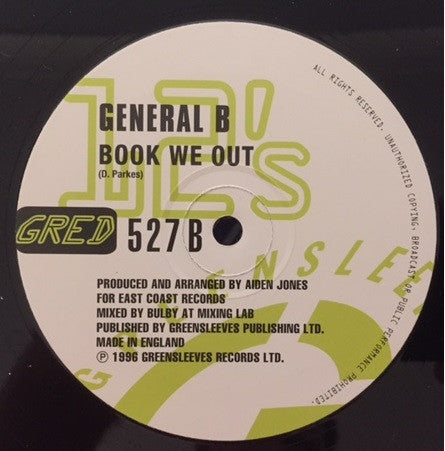 12's
GENERAL B
BOOK WE OUT
(D. Parkes)
GRED 527 B
ENSLEE
PRODUCED AND ARRANGED BY AIDEN JONES
FOR EAST COAST RECORDS
MIXED BY BULBY AT MIXING LAB
PUBLISHED BY GREENSLEEVES PUBLISHING LTD.
MADE IN ENGLAND
Ⓟ 1996 GREENSLEEVES RECORDS LTD.
ALL RIGHTS RESERVED. UNAUTHORIZED COPYING, BROADCAST OR PUBLIC PERFORMANCE PROHIBITED.